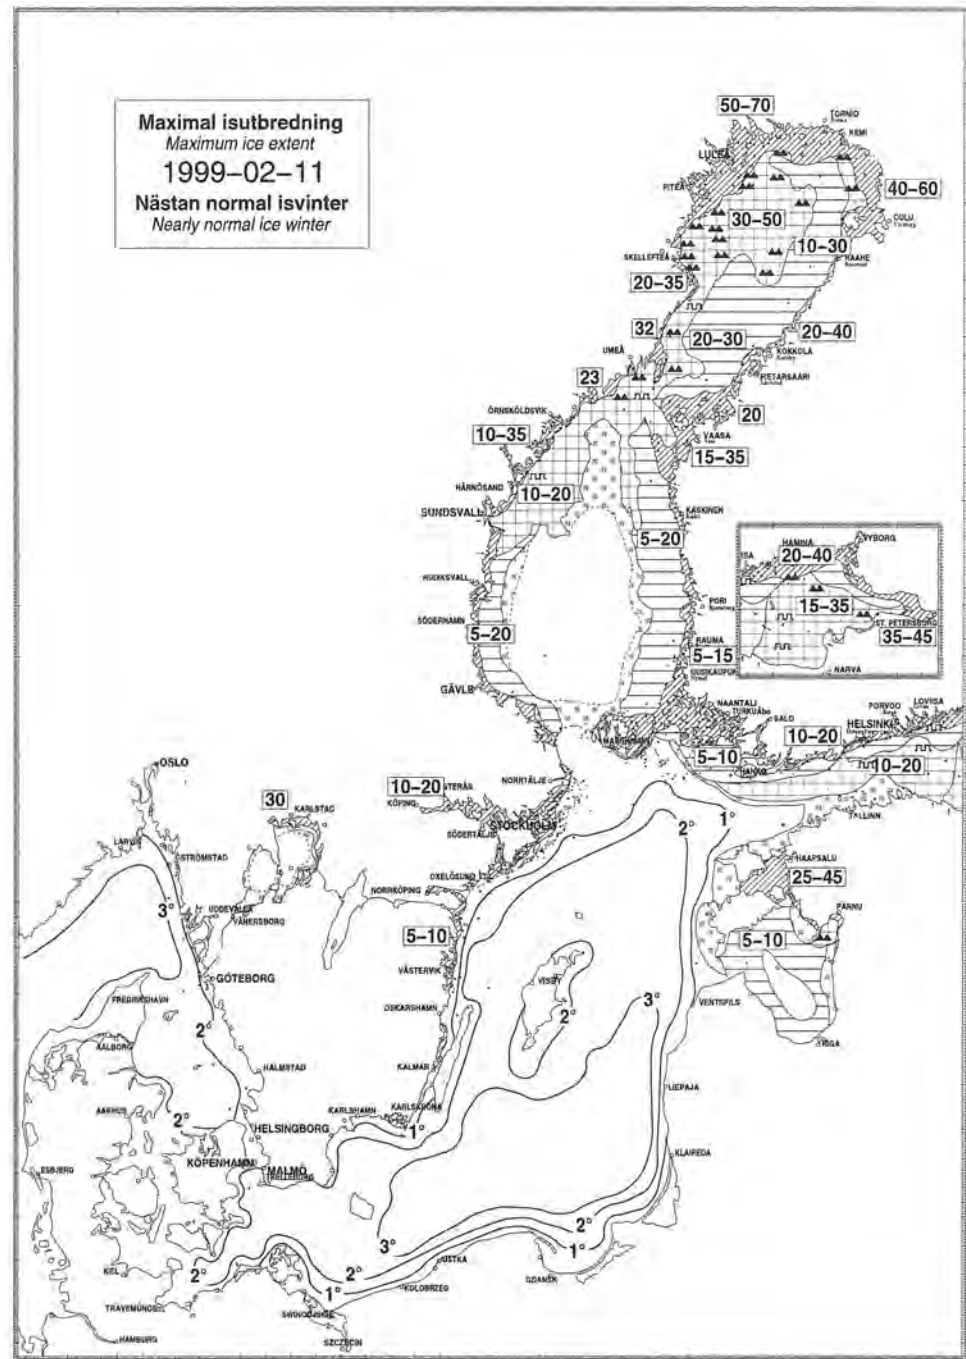 Maximal isutbredning
Maximum ice extent
1999–02–11
Nästan normal isvinter
Nearly normal ice winter
50–70
TORNIO
KEMI
LULEÅ
PITEÅ
40–60
30–50
OULU
10–30
SKELLEFTEÅ
RAAHE
20–35
32
20–30
20–40
UMEÅ
KOKKOLA
PIETARSAARI
23
20
ÖRNSKÖLDSVIK
VAASA
10–35
15–35
HÄRNÖSAND
10–20
SUNDSVALL
KASKINEN
5–20
HAMINA
VYBORG
20–40
15–35
ST. PETERSBURG
35–45
NARVA
PORI
SÖDERHAMN
5–20
RAUMA
5–15
GÄVLE
NAANTALI
TURKU/Åbo
SALO
PORVOO
LOVIISA
HELSINKI
10–20
5–10
HANKO
10–20
TALLINN
OSLO
NORRTÄLJE
10–20
KÖPING
30
KARLSTAD
STOCKHOLM
SÖDERTÄLJE
2°
1°
LARVIK
STRÖMSTAD
HAAPSALU
25–45
OXELÖSUND
NORRKÖPING
3°
UDDEVALLA
VÄNERSBORG
PÄRNU
5–10
5–10
VÄSTERVIK
GÖTEBORG
VISBY
FREDRIKSHAVN
3°
VENTSPILS
OSKARSHAMN
2°
2°
AALBORG
RIGA
KALMAR
HALMSTAD
LIEPAJA
AARHUS
KARLSHAMN
KARLSKRONA
2°
HELSINGBORG
1°
KÖPENHAMN
MALMÖ
TRELLEBORG
KLAIPEDA
ESBJERG
2°
3°
1°
USTKA
KIEL
2°
2°
GDANSK
1°
KOLOBRZEG
TRAVEMÜNDE
SWINOUJSCIE
HAMBURG
SZCZECIN